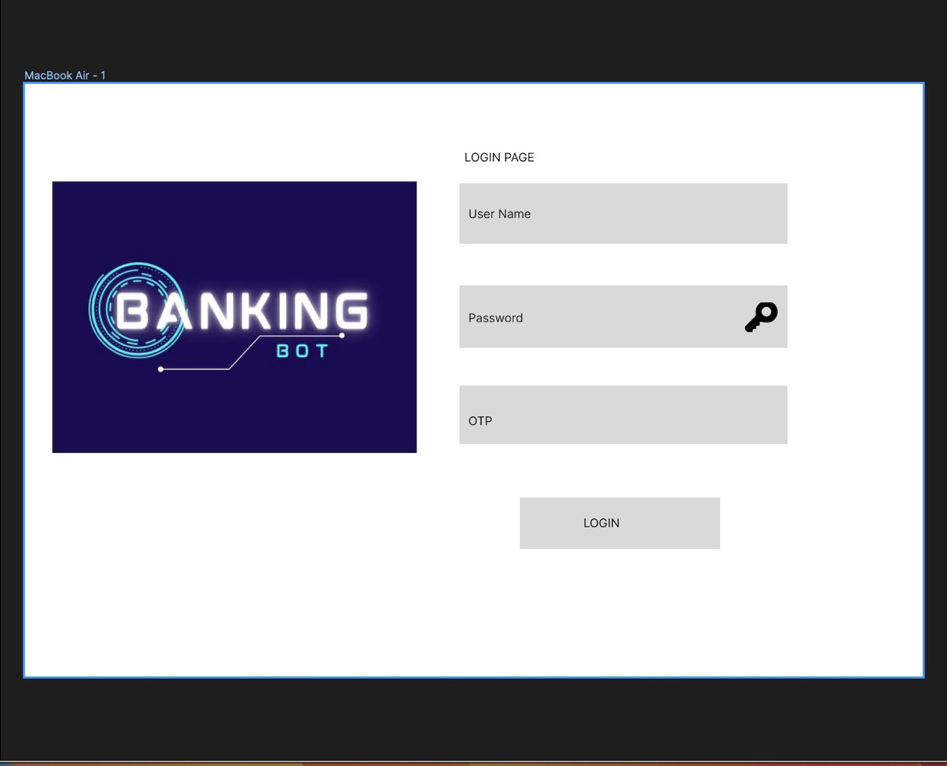 MacBook Air - 1
LOGIN PAGE
User Name
Password
OTP
LOGIN
BANKING
BOT